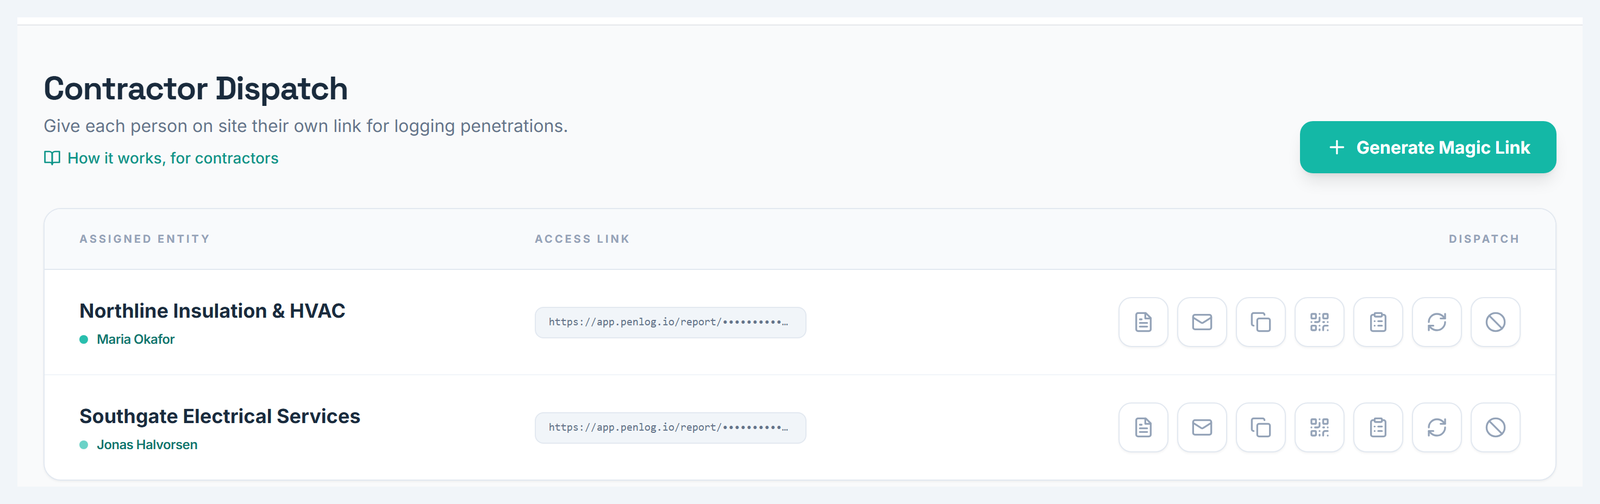 Contractor Dispatch
Give each person on site their own link for logging penetrations.
How it works, for contractors
Generate Magic Link
ASSIGNED ENTITY
ACCESS LINK
DISPATCH
Northline Insulation & HVAC
Maria Okafor
https://app.penlog.io/report/••••••••••…
Southgate Electrical Services
Jonas Halvorsen
https://app.penlog.io/report/••••••••••…